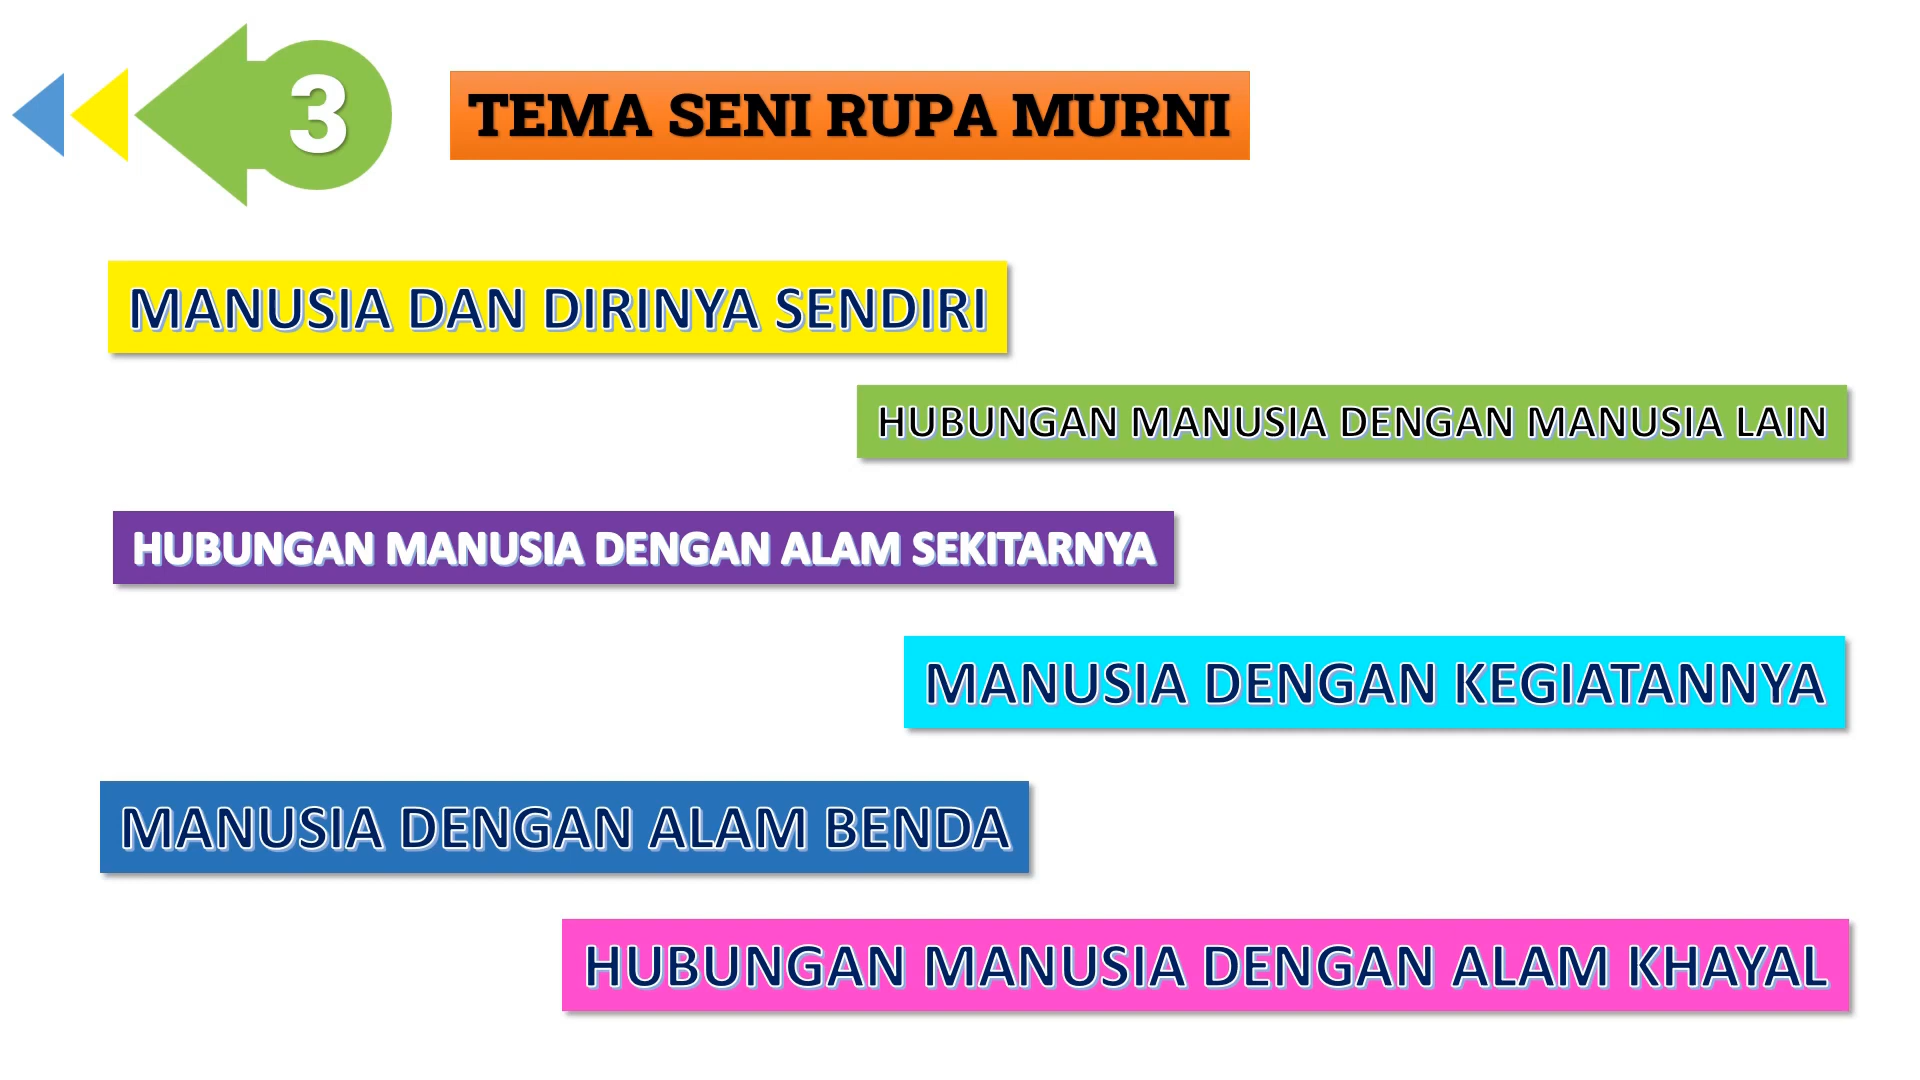 3
TEMA SENI RUPA MURNI
MANUSIA DAN DIRINYA SENDIRI
HUBUNGAN MANUSIA DENGAN MANUSIA LAIN
HUBUNGAN MANUSIA DENGAN ALAM SEKITARNYA
MANUSIA DENGAN KEGIATANNYA
MANUSIA DENGAN ALAM BENDA
HUBUNGAN MANUSIA DENGAN ALAM KHAYAL